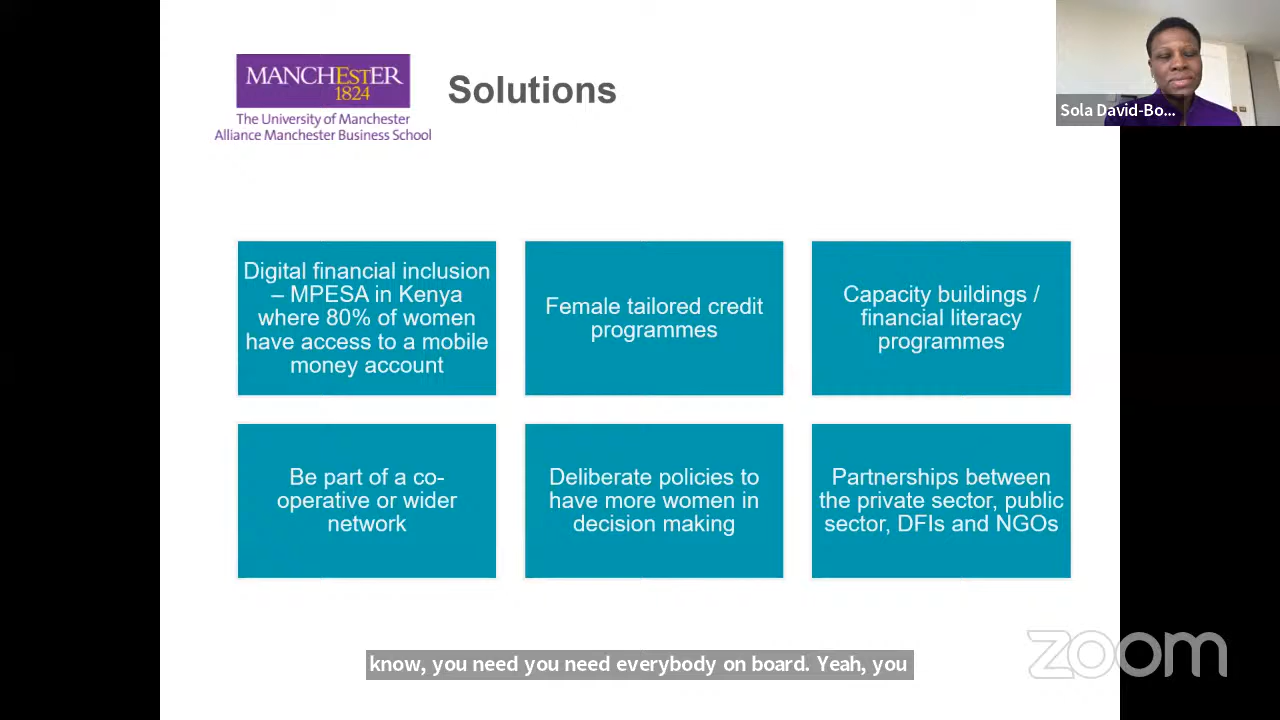 MANCHESTER
1824
The University of Manchester
Alliance Manchester Business School
Solutions
Sola David-Bo...
Digital financial inclusion
– MPESA in Kenya
where 80% of women
have access to a mobile
money account
Female tailored credit
programmes
Capacity buildings /
financial literacy
programmes
Be part of a co-
operative or wider
network
Deliberate policies to
have more women in
decision making
Partnerships between
the private sector, public
sector, DFIs and NGOs
know, you need you need everybody on board. Yeah, you
zoom